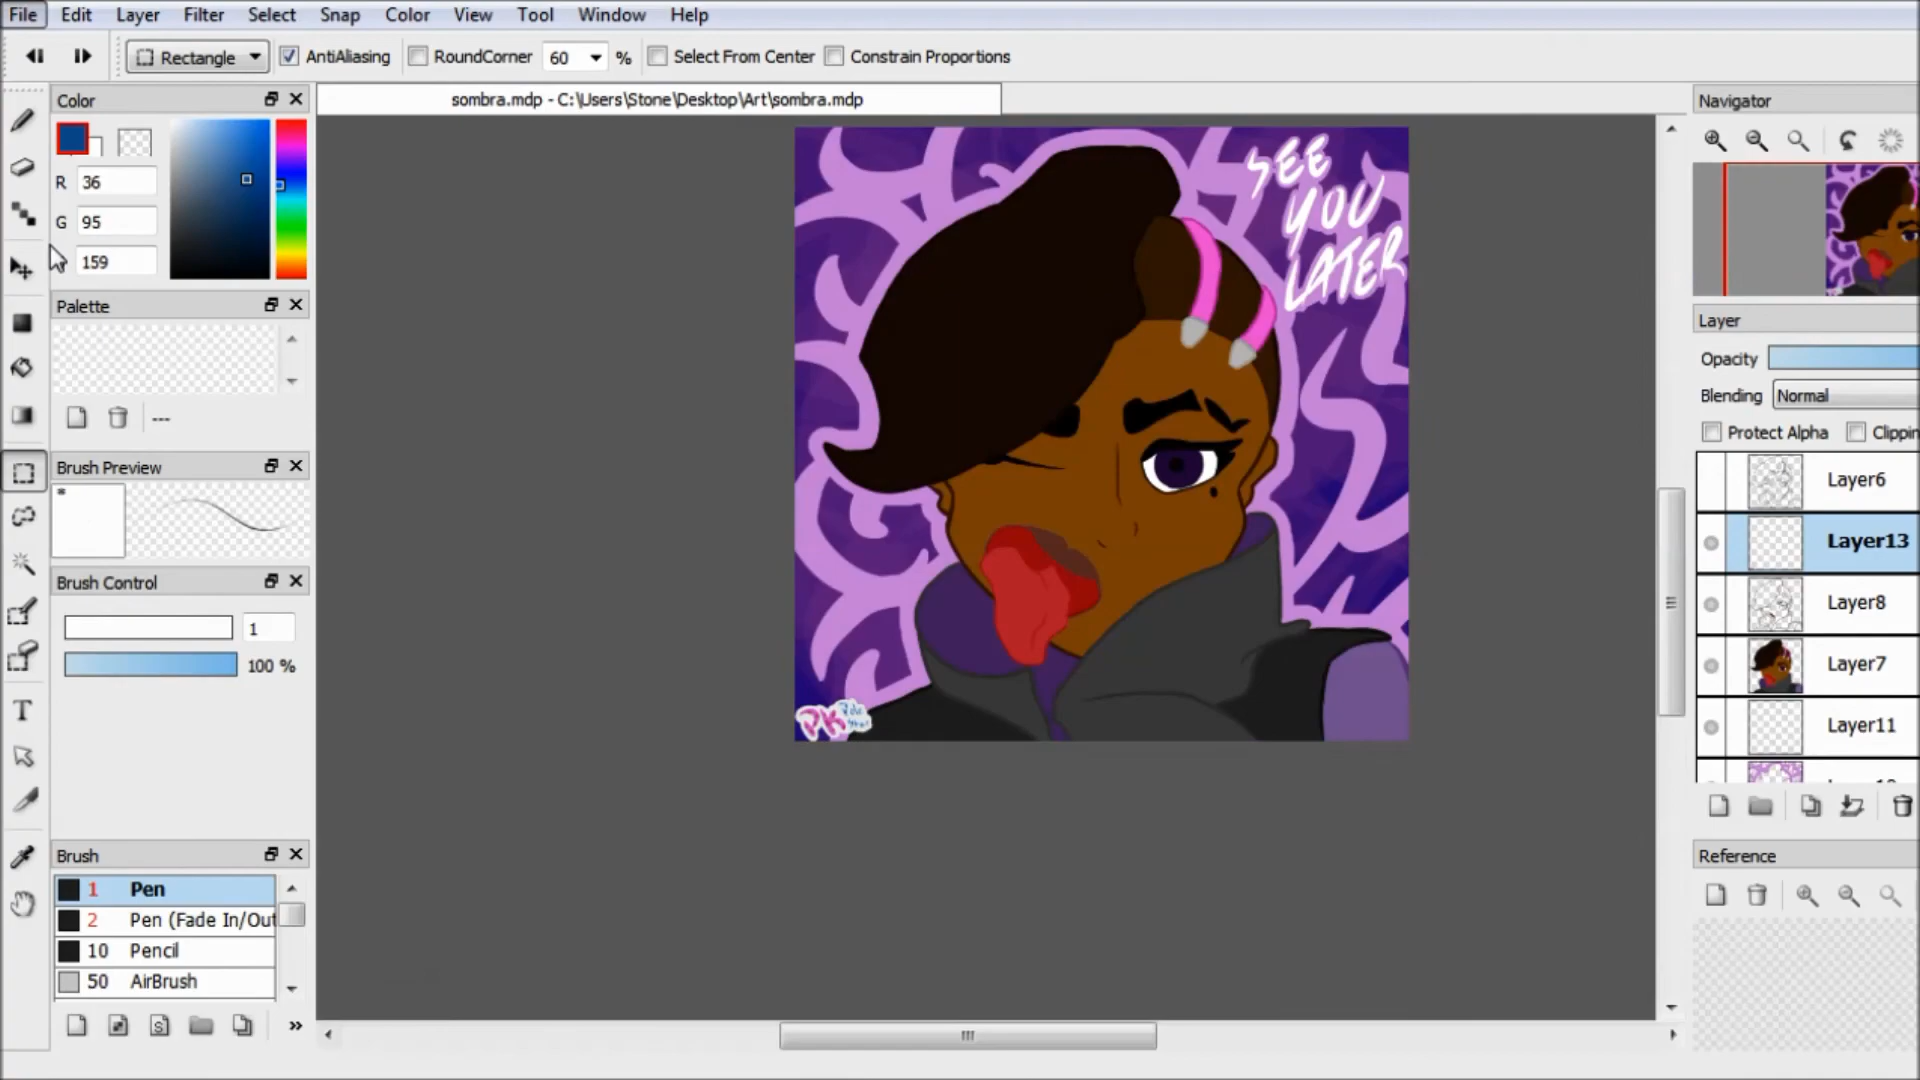 File Edit Layer Filter Select Snap Color View Tool Window Help
Rectangle AntiAliasing RoundCorner 60 % Select From Center Constrain Proportions
Color
sombra.mdp - C:\Users\Stone\Desktop\Art\sombra.mdp
Navigator
R 36
G 95
159
Palette
---
Brush Preview
*
Brush Control
1
100 %
Brush
1 Pen
2 Pen (Fade In/Out
10 Pencil
50 AirBrush
SEE
YOU
LATER
PK
Layer
Opacity
Blending Normal
Protect Alpha Clippin
Layer6
Layer13
Layer8
Layer7
Layer11
Reference